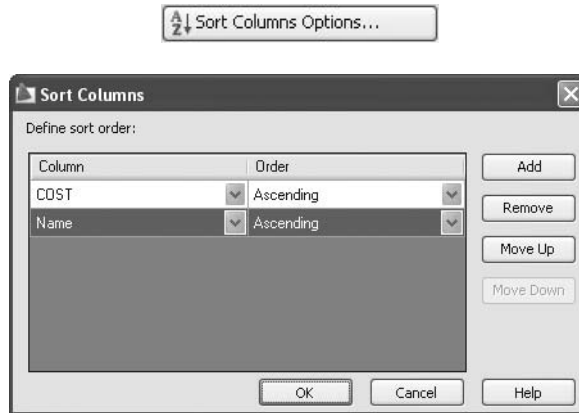 Sort Columns Options...
Sort Columns
Define sort order:
Column Order
Add
COST Ascending
Remove
Name Ascending
Move Up
Move Down
OK Cancel Help